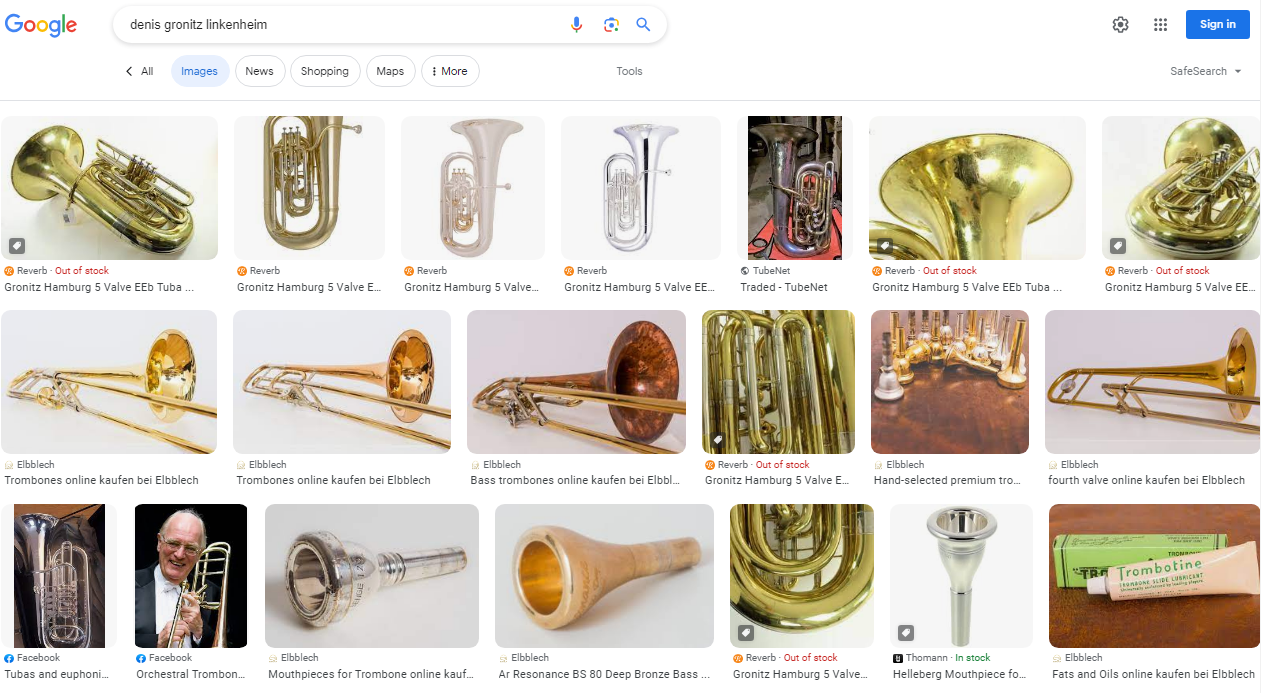 Google
denis gronitz linkenheim
Sign in
All
Images
News
Shopping
Maps
More
Tools
SafeSearch
Reverb · Out of stock
Gronitz Hamburg 5 Valve EEb Tuba ...
Reverb
Gronitz Hamburg 5 Valve E...
Reverb
Gronitz Hamburg 5 Valve...
Reverb
Gronitz Hamburg 5 Valve EE...
TubeNet
Traded - TubeNet
Reverb · Out of stock
Gronitz Hamburg 5 Valve EEb Tuba ...
Reverb · Out of stock
Gronitz Hamburg 5 Valve EE...
Elbblech
Trombones online kaufen bei Elbblech
Elbblech
Trombones online kaufen bei Elbblech
Elbblech
Bass trombones online kaufen bei Elbbl...
Reverb · Out of stock
Gronitz Hamburg 5 Valve E...
Elbblech
Hand-selected premium tro...
Elbblech
fourth valve online kaufen bei Elbblech
Facebook
Tubas and euphoni...
Facebook
Orchestral Trombon...
Elbblech
Mouthpieces for Trombone online kauf...
Elbblech
Ar Resonance BS 80 Deep Bronze Bass ...
Reverb · Out of stock
Gronitz Hamburg 5 Valve...
Thomann · In stock
Helleberg Mouthpiece fo...
Trombotine
TROMBONE SLIDE LUBRICANT
Elbblech
Fats and Oils online kaufen bei Elbblech